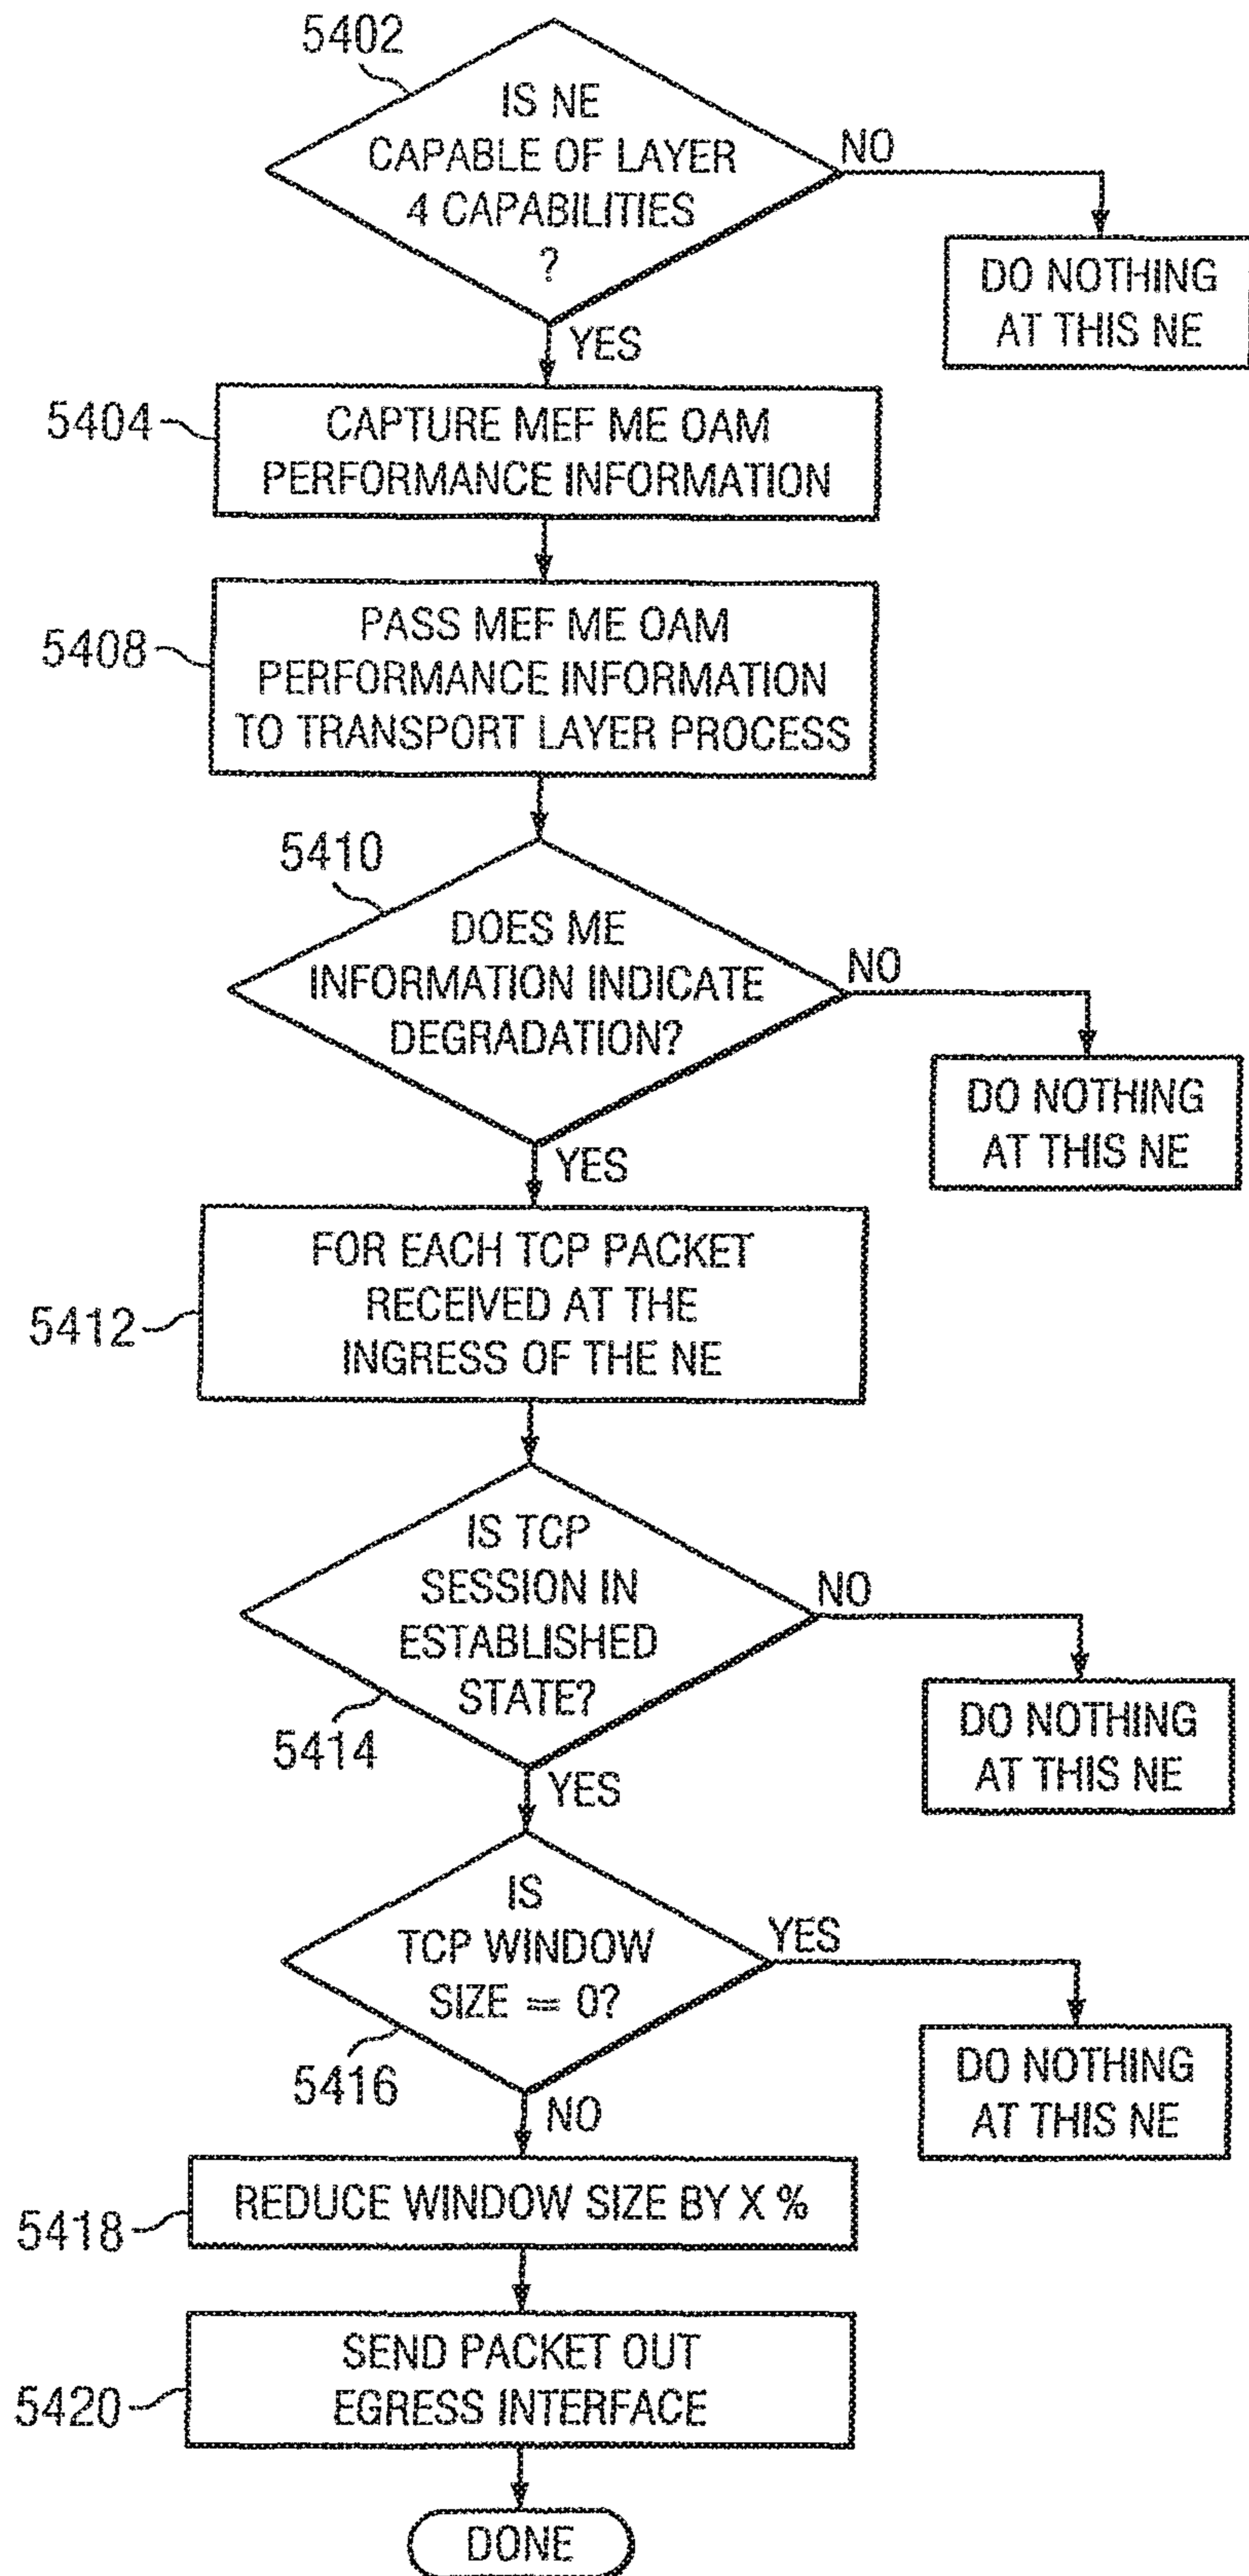 5402
IS NE
CAPABLE OF LAYER
4 CAPABILITIES
?
NO
DO NOTHING
AT THIS NE
YES
5404
CAPTURE MEF ME OAM
PERFORMANCE INFORMATION
5408
PASS MEF ME OAM
PERFORMANCE INFORMATION
TO TRANSPORT LAYER PROCESS
5410
DOES ME
INFORMATION INDICATE
DEGRADATION?
NO
DO NOTHING
AT THIS NE
YES
5412
FOR EACH TCP PACKET
RECEIVED AT THE
INGRESS OF THE NE
IS TCP
SESSION IN
ESTABLISHED
STATE?
5414
NO
DO NOTHING
AT THIS NE
YES
IS
TCP WINDOW
SIZE = 0?
5416
YES
DO NOTHING
AT THIS NE
NO
5418
REDUCE WINDOW SIZE BY X %
5420
SEND PACKET OUT
EGRESS INTERFACE
DONE